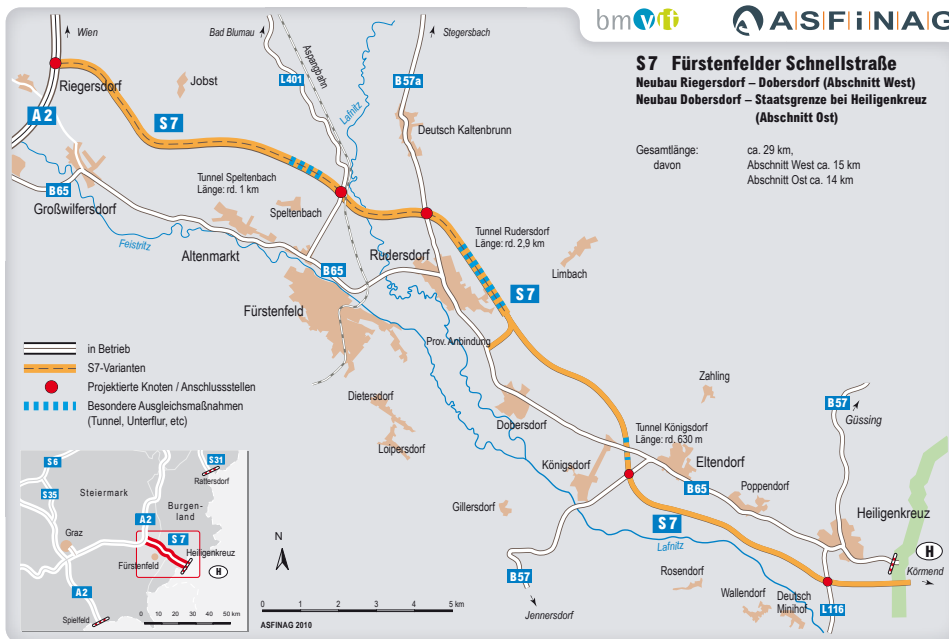 bmvit
ASFiNAG
S 7 Fürstenfelder Schnellstraße
Neubau Riegersdorf – Dobersdorf (Abschnitt West)
Neubau Dobersdorf – Staatsgrenze bei Heiligenkreuz
(Abschnitt Ost)
Gesamtlänge: ca. 29 km,
davon Abschnitt West ca. 15 km
Abschnitt Ost ca. 14 km
Wien
Bad Blumau
Stegersbach
Aspangbahn
Riegersdorf
Jobst
L401
B57a
Lafnitz
A 2
S 7
Deutsch Kaltenbrunn
Tunnel Speltenbach
Länge: rd. 1 km
B65
Großwilfersdorf
Speltenbach
Feistritz
Altenmarkt
Tunnel Rudersdorf
Länge: rd. 2,9 km
Rudersdorf
Limbach
B65
S 7
Fürstenfeld
Prov. Anbindung
in Betrieb
S7-Varianten
Projektierte Knoten / Anschlussstellen
Besondere Ausgleichsmaßnahmen
(Tunnel, Unterflur, etc)
Dietersdorf
Zahling
B57
Güssing
Dobersdorf
Tunnel Königsdorf
Länge: rd. 630 m
Loipersdorf
Königsdorf
Eltendorf
B65
Poppendorf
Gillersdorf
Heiligenkreuz
S 7
Lafnitz
H
Körmend
B57
Rosendorf
Wallendorf
Deutsch
Minihof
L116
Jennersdorf
S6
S31
Rattersdorf
S35
Steiermark
Burgen-
land
A2
Graz
S 7
Heiligenkreuz
Fürstenfeld
H
A2
Spielfeld
0 10 20 30 40 50 km
N
0 1 2 3 4 5 km
ASFINAG 2010